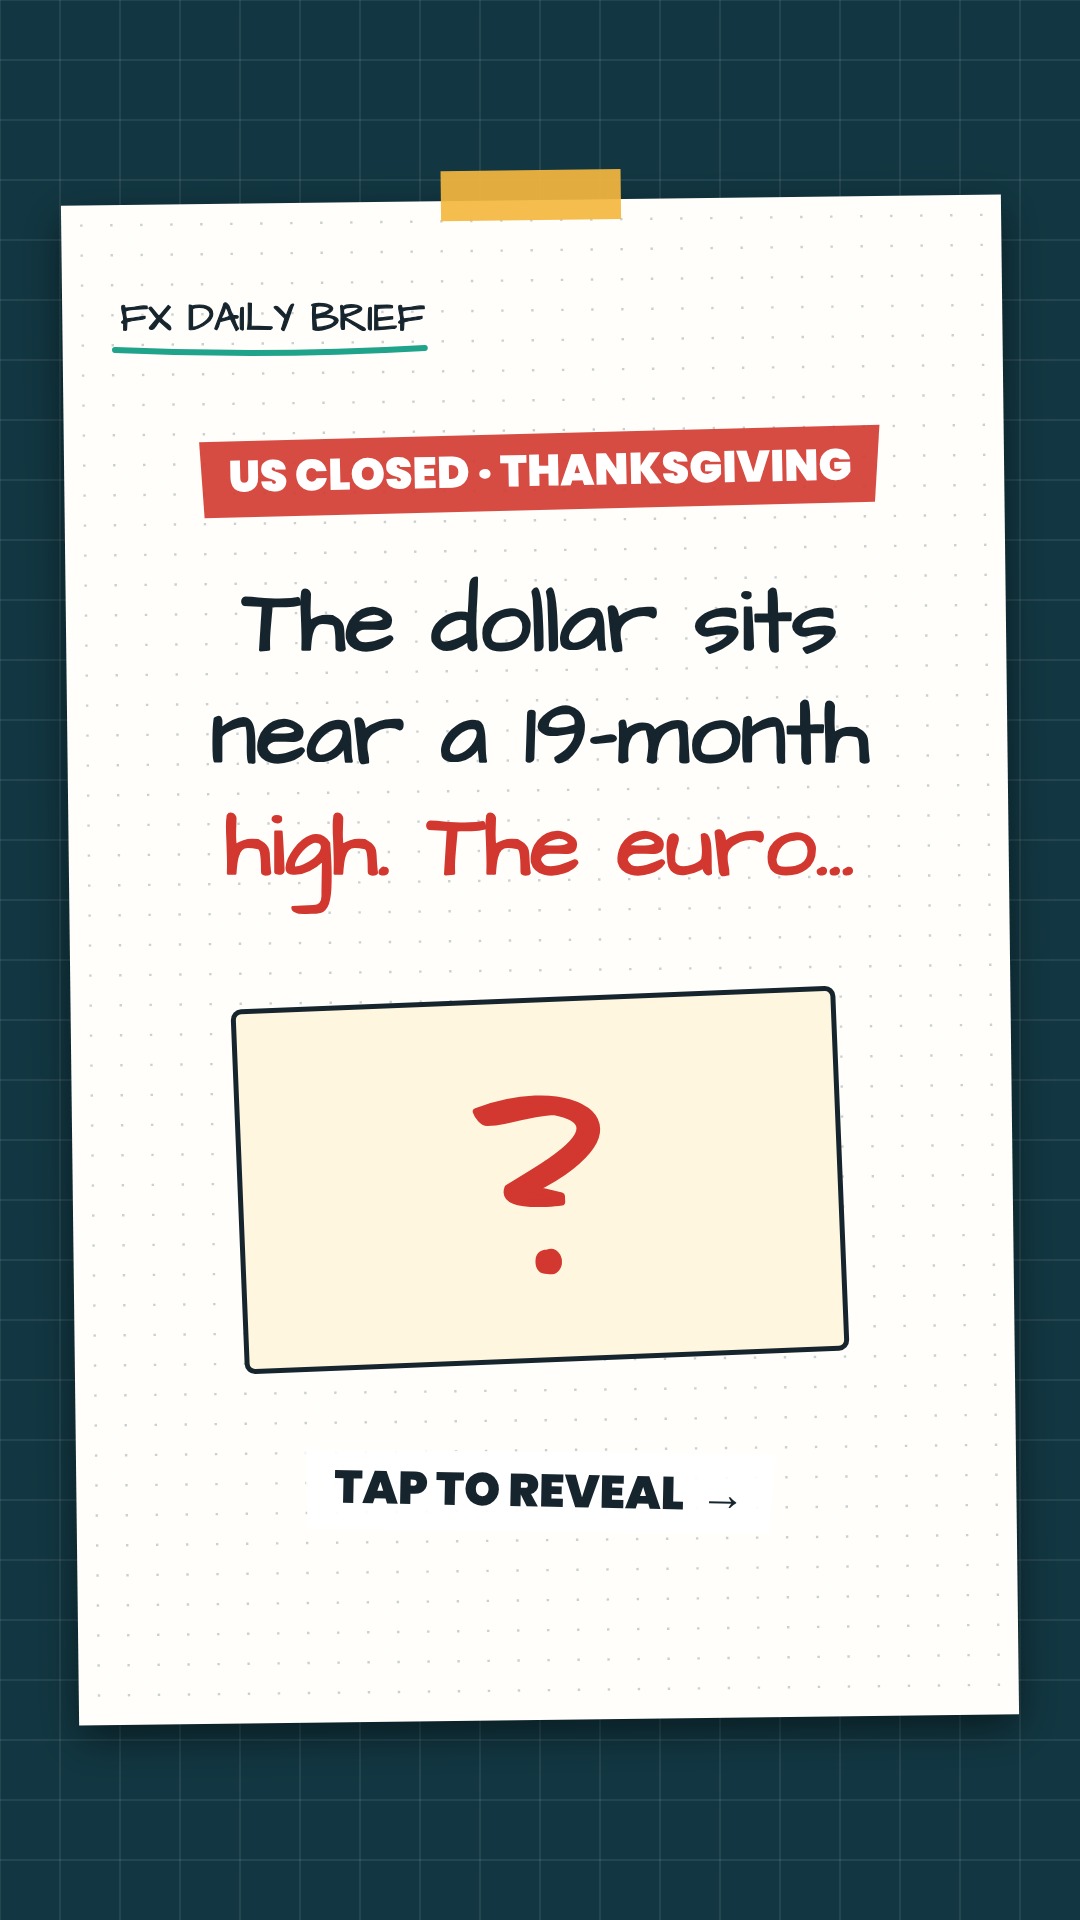 FX DAILY BRIEF
US CLOSED • THANKSGIVING
The dollar sits
near a 19-month
high. The euro...
?
TAP TO REVEAL →